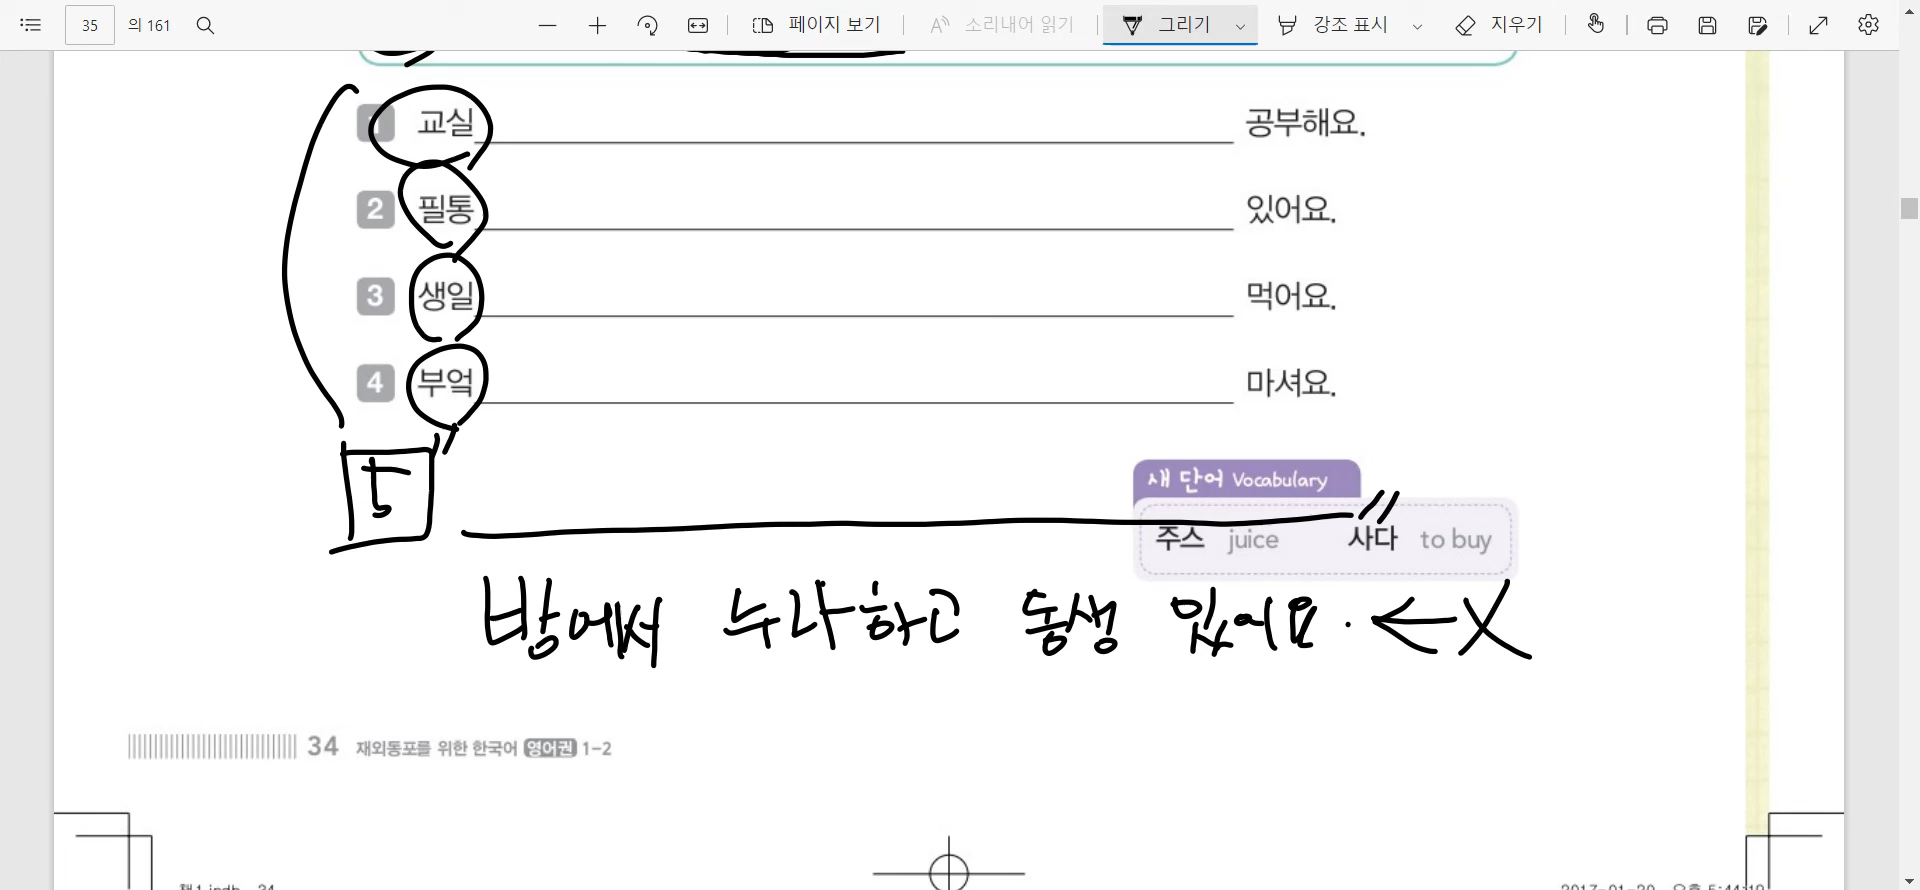 35 의 161 페이지 보기 소리내어 읽기 그리기 강조 표시 지우기
1 교실 공부해요.
2 필통 있어요.
3 생일 먹어요.
4 부엌 마셔요.
5
새 단어 Vocabulary
주스 juice 사다 to buy
방에서 누나하고 동생 있어요. ← X
34 재외동포를 위한 한국어 영어권 1-2